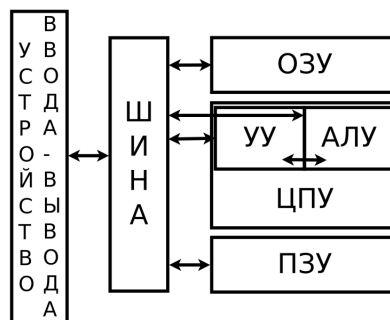 УСТРОЙСТВО
ВВОДА-ВЫВОДА
ШИНА
ОЗУ
УУ
АЛУ
ЦПУ
ПЗУ